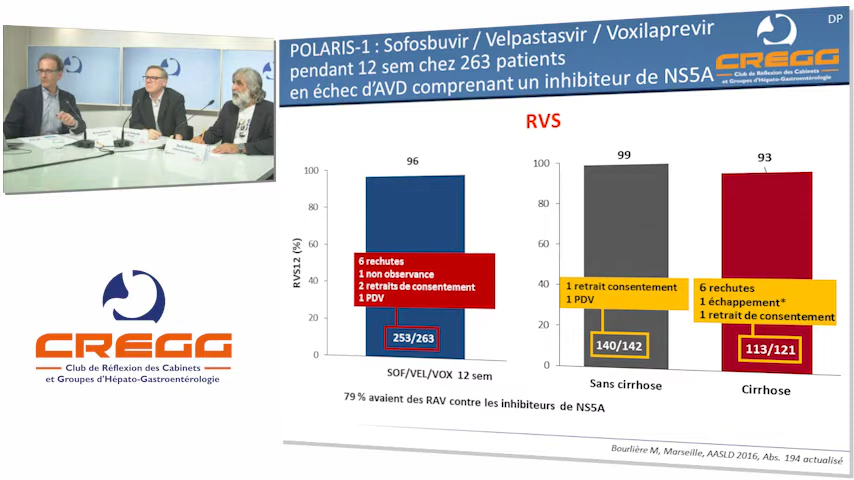 POLARIS-1 : Sofosbuvir / Velpastasvir / Voxilaprevir
pendant 12 sem chez 263 patients
en échec d'AVD comprenant un inhibiteur de NS5A
DP
CREGG
Club de Réflexion des Cabinets
et Groupes d'Hépato-Gastroentérologie
RVS
RVS12 (%)
100
80
60
40
20
0
96
6 rechutes
1 non observance
2 retraits de consentement
1 PDV
253/263
SOF/VEL/VOX 12 sem
100
80
60
40
20
0
99
1 retrait consentement
1 PDV
140/142
Sans cirrhose
93
6 rechutes
1 échappement*
1 retrait de consentement
113/121
Cirrhose
79 % avaient des RAV contre les inhibiteurs de NS5A
Bourlière M, Marseille, AASLD 2016, Abs. 194 actualisé
CREGG
Club de Réflexion des Cabinets
et Groupes d'Hépato-Gastroentérologie